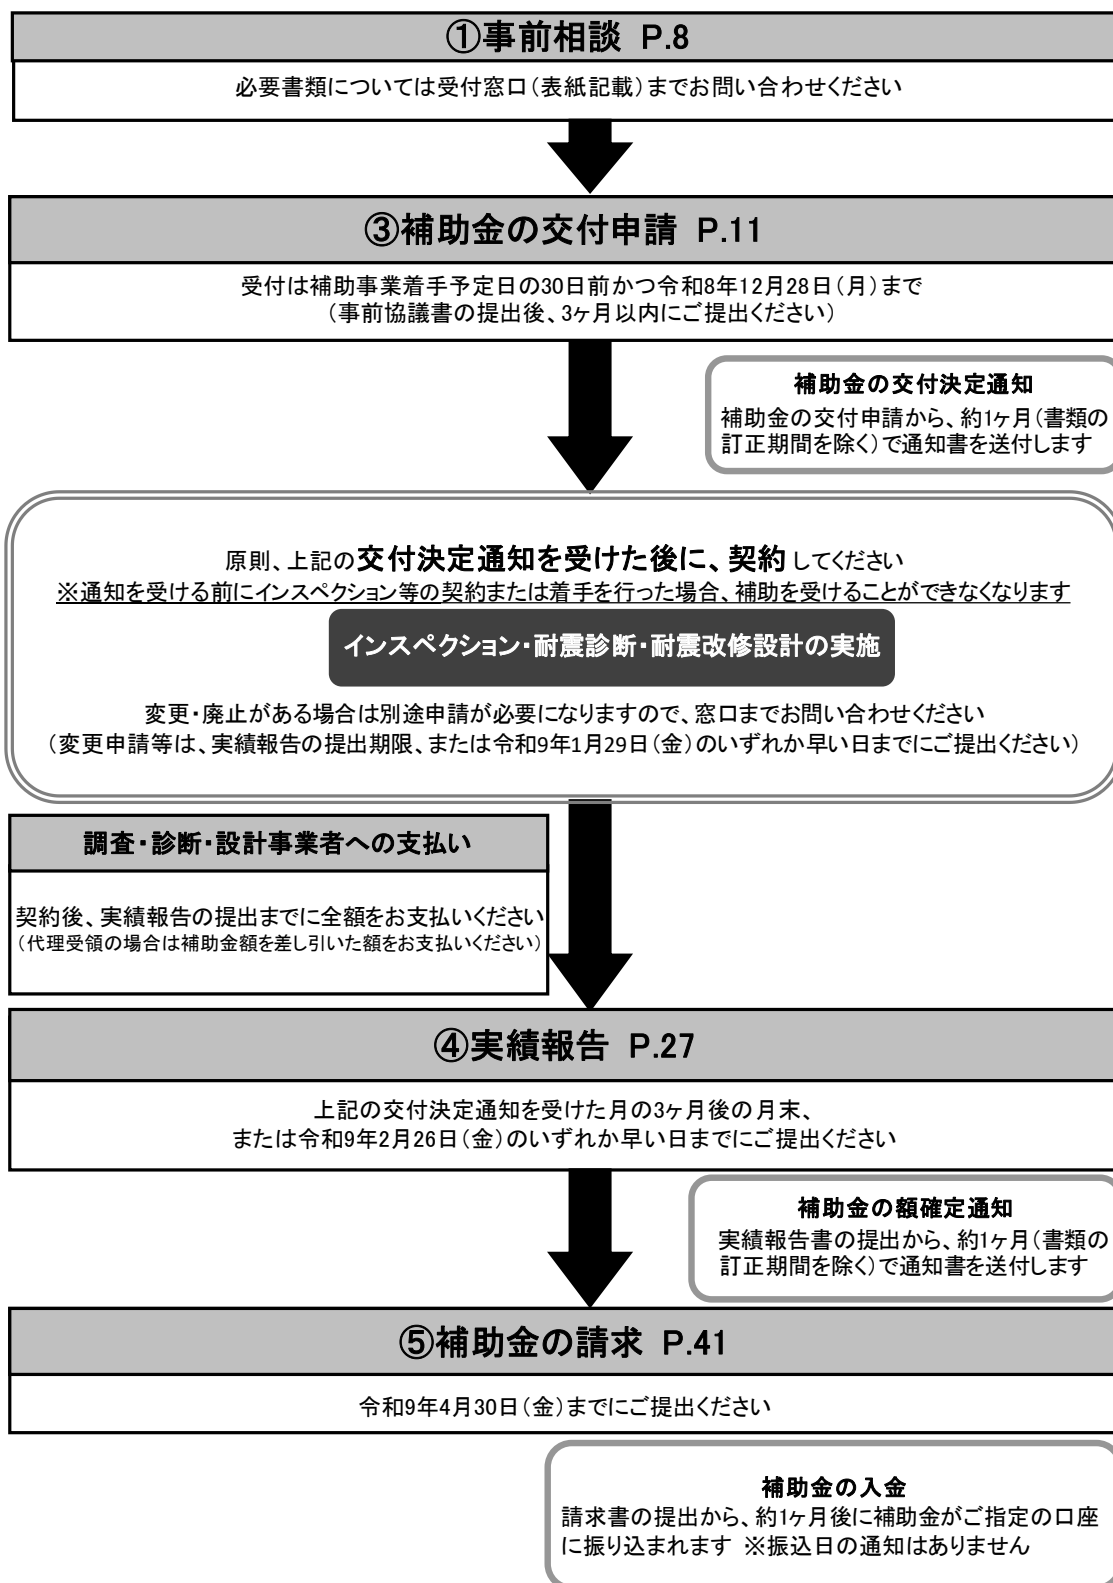 ①事前相談 P.8
必要書類については受付窓口（表紙記載）までお問い合わせください
③補助金の交付申請 P.11
受付は補助事業着手予定日の30日前かつ令和8年12月28日（月）まで
（事前協議書の提出後、3ヶ月以内にご提出ください）
補助金の交付決定通知
補助金の交付申請から、約1ヶ月（書類の
訂正期間を除く）で通知書を送付します
原則、上記の交付決定通知を受けた後に、契約してください
※通知を受ける前にインスペクション等の契約または着手を行った場合、補助を受けることができなくなります
インスペクション・耐震診断・耐震改修設計の実施
変更・廃止がある場合は別途申請が必要になりますので、窓口までお問い合わせください
（変更申請等は、実績報告の提出期限、または令和9年1月29日（金）のいずれか早い日までにご提出ください）
調査・診断・設計事業者への支払い
契約後、実績報告の提出までに全額をお支払いください
（代理受領の場合は補助金額を差し引いた額をお支払いください）
④実績報告 P.27
上記の交付決定通知を受けた月の3ヶ月後の月末、
または令和9年2月26日（金）のいずれか早い日までにご提出ください
補助金の額確定通知
実績報告書の提出から、約1ヶ月（書類の
訂正期間を除く）で通知書を送付します
⑤補助金の請求 P.41
令和9年4月30日（金）までにご提出ください
補助金の入金
請求書の提出から、約1ヶ月後に補助金がご指定の口座
に振り込まれます ※振込日の通知はありません